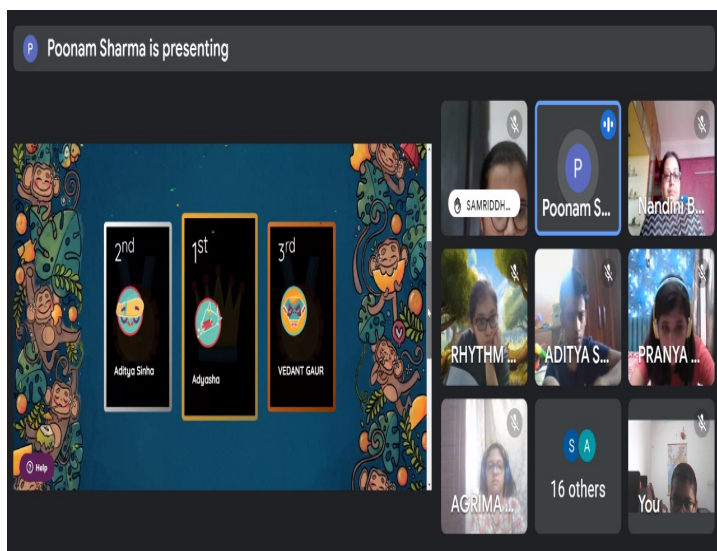 P Poonam Sharma is presenting
2nd
Aditya Sinha
1st
Adyasha
3rd
VEDANT GAUR
? Help
SAMRIDDH...
P
Poonam S...
Nandini B...
RHYTHM ...
ADITYA S...
PRANYA ...
AGRIMA ...
S A
16 others
You